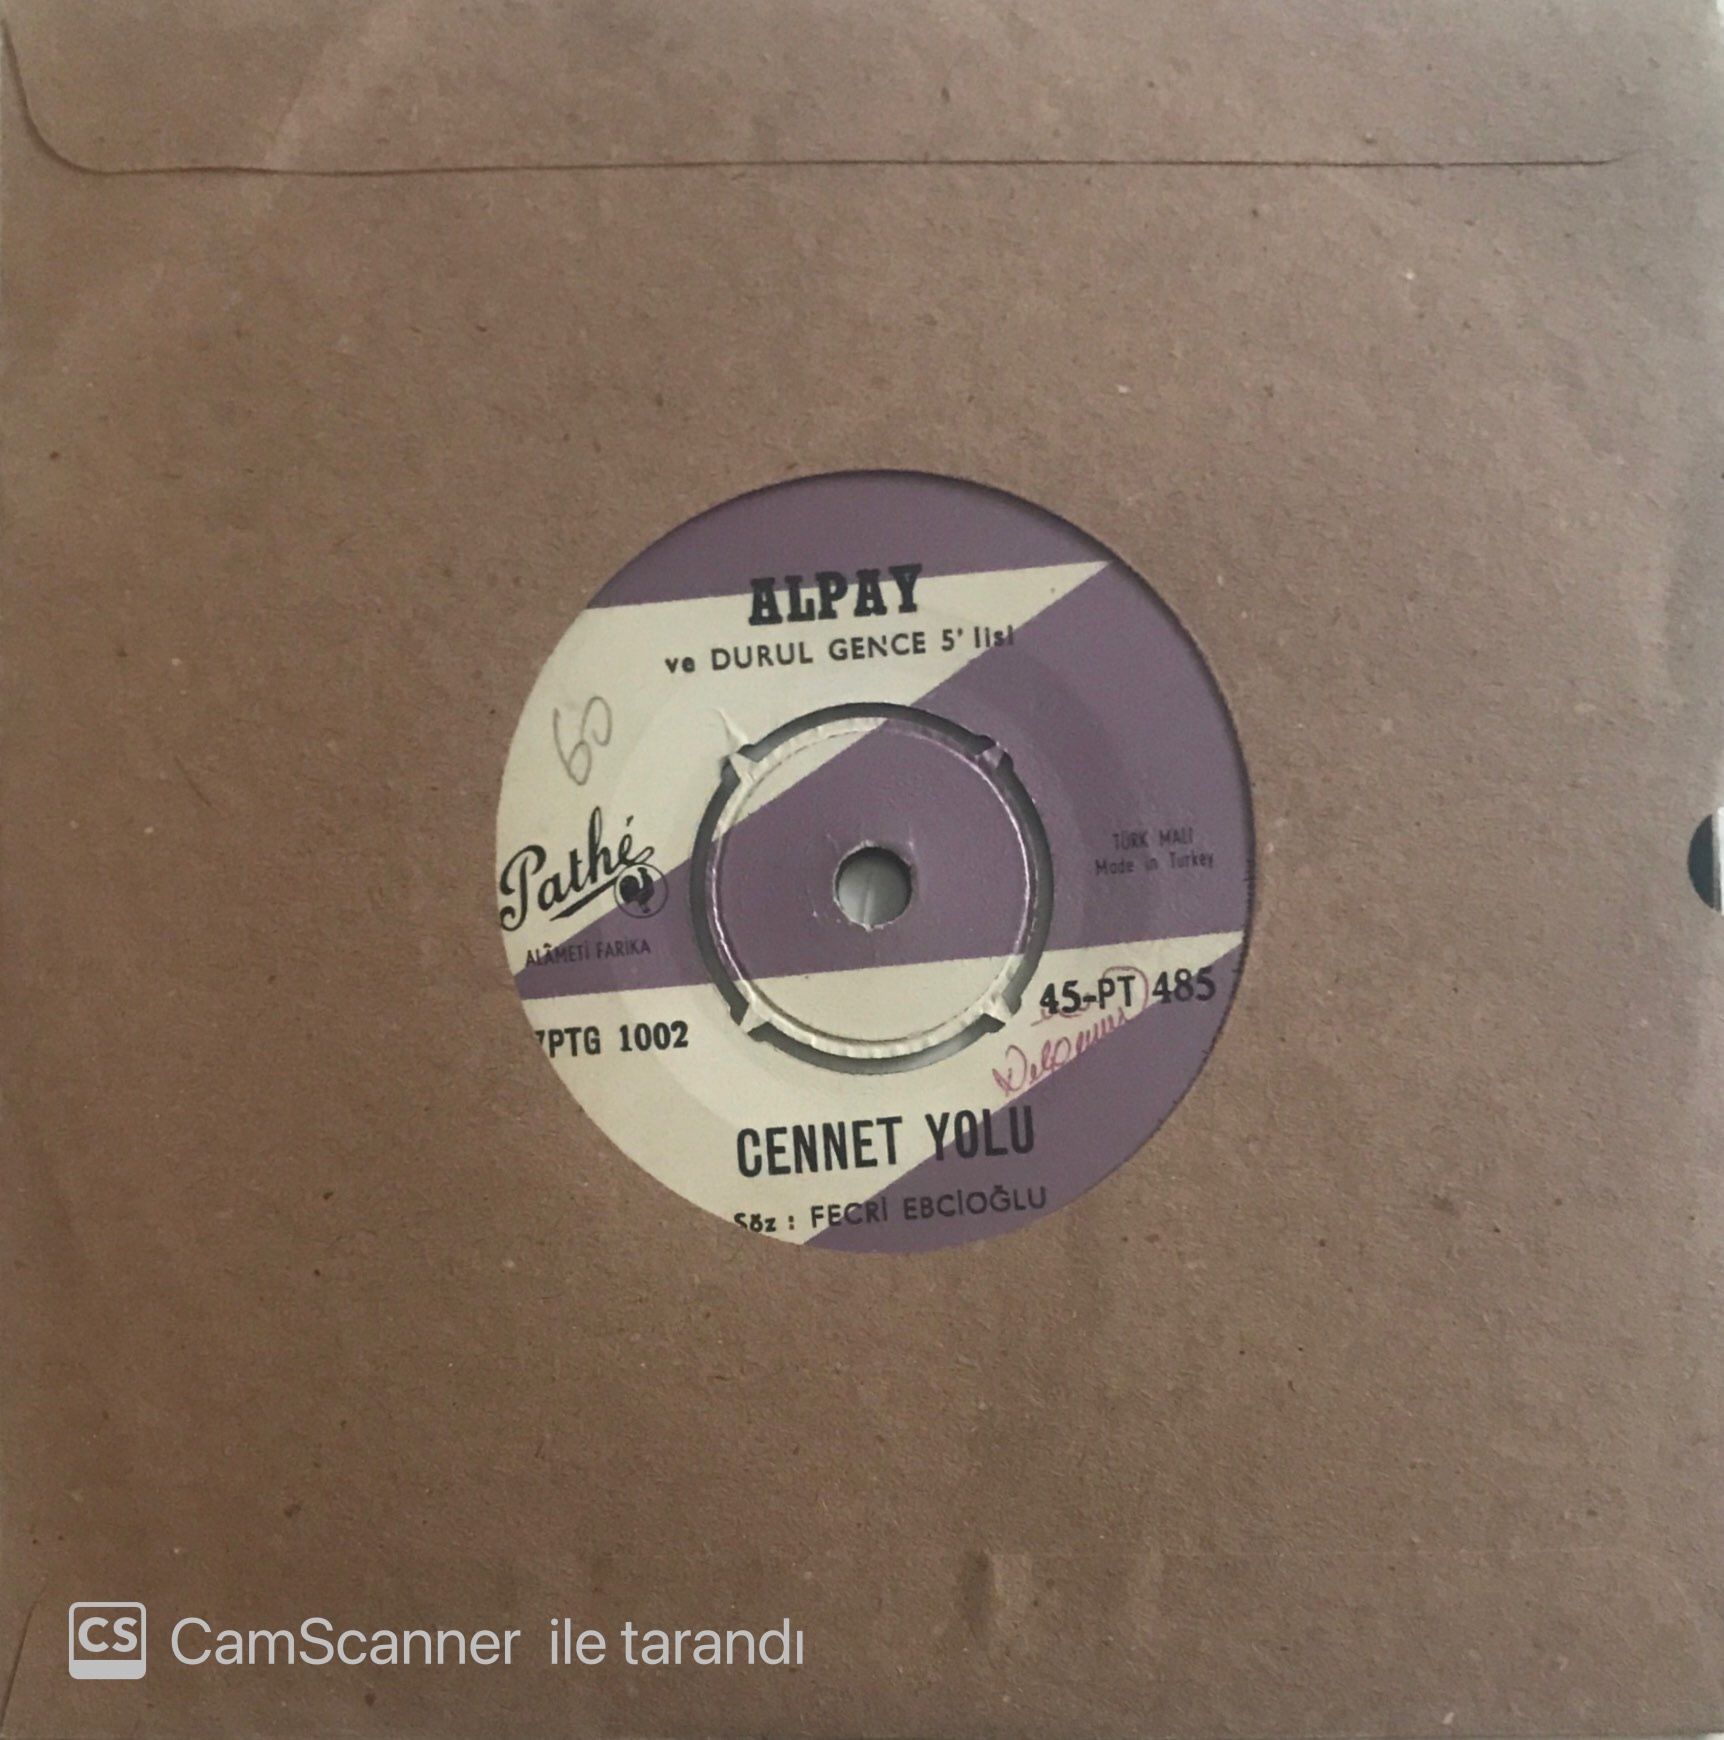 ALPAY
ve DURUL GENCE 5' lisi
60
Pathé
ALÂMETİ FARİKA
TÜRK MALI
Made in Turkey
7PTG 1002
45-PT 485
CENNET YOLU
Söz : FECRİ EBCİOĞLU
CS CamScanner ile tarandı